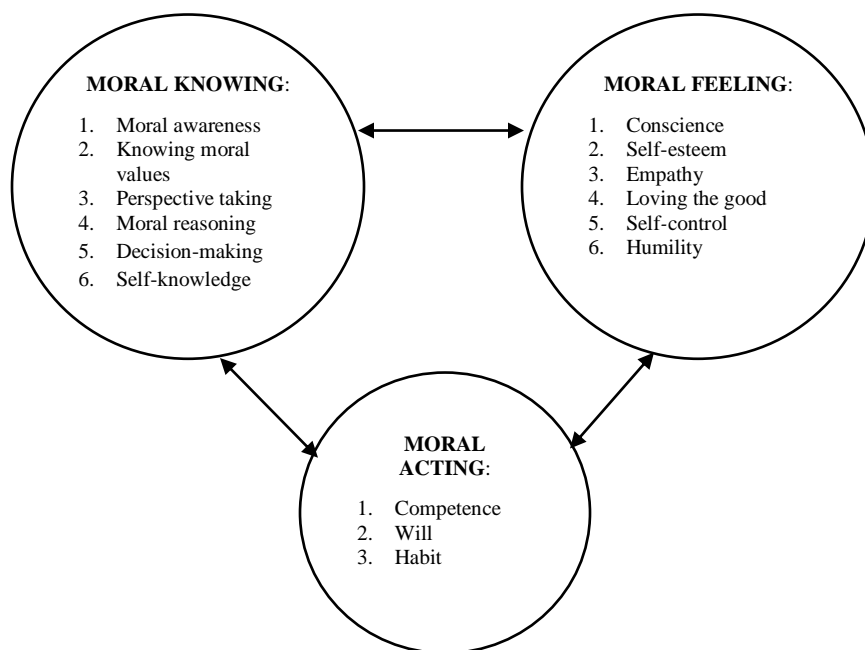 MORAL KNOWING:
1. Moral awareness
2. Knowing moral
values
3. Perspective taking
4. Moral reasoning
5. Decision-making
6. Self-knowledge
MORAL FEELING:
1. Conscience
2. Self-esteem
3. Empathy
4. Loving the good
5. Self-control
6. Humility
MORAL
ACTING:
1. Competence
2. Will
3. Habit